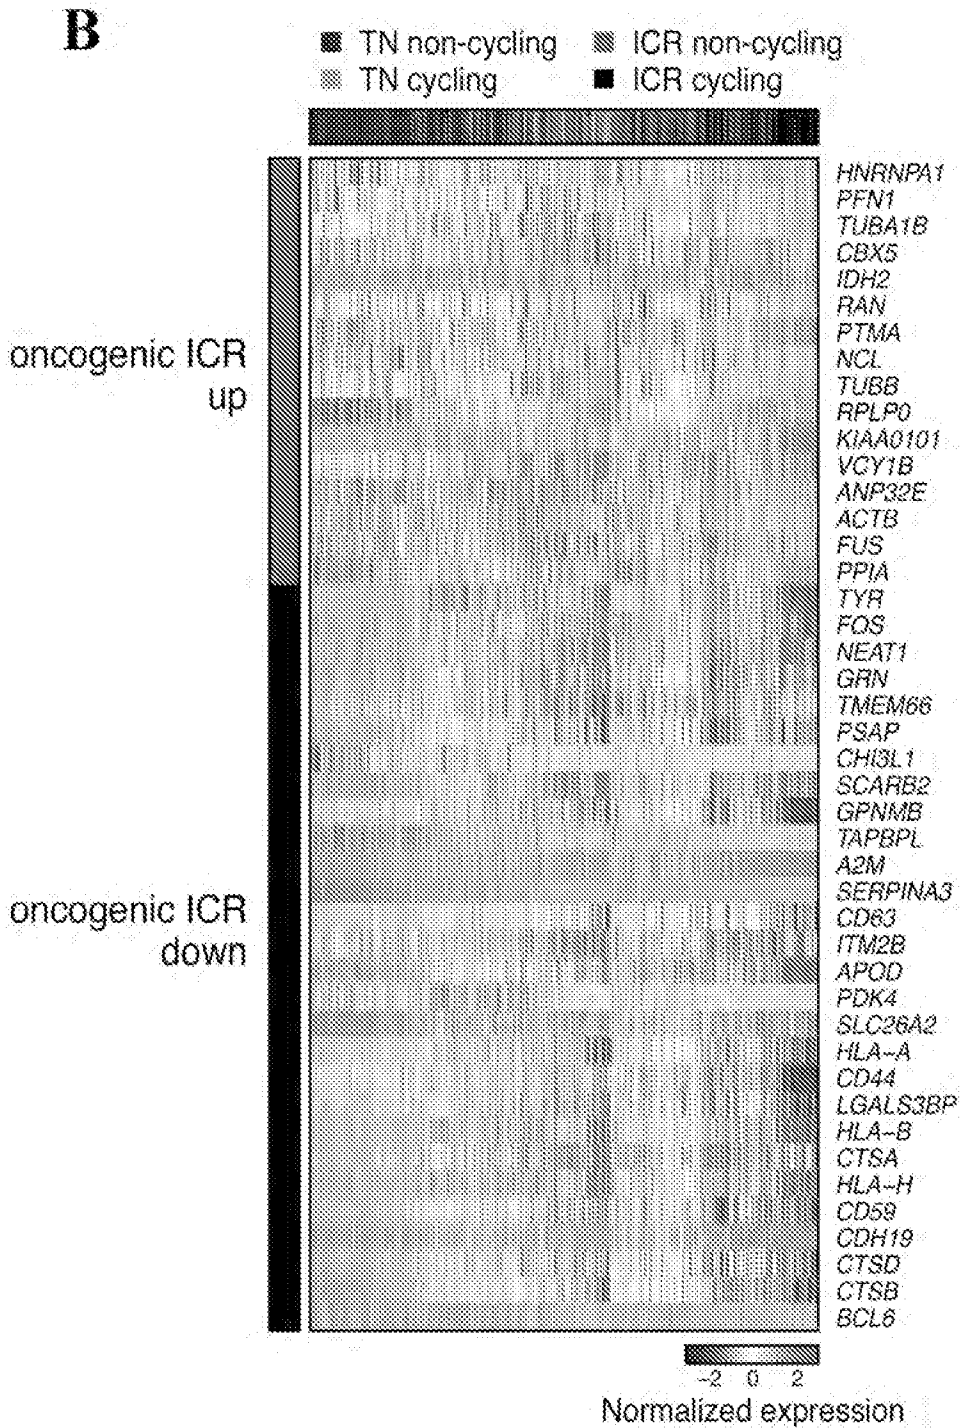 B
TN non-cycling
ICR non-cycling
TN cycling
ICR cycling
HNRNPA1
PFN1
TUBA1B
CBX5
IDH2
RAN
PTMA
oncogenic ICR
up
NCL
TUBB
RPLP0
KIAA0101
VCY1B
ANP32E
ACTB
FUS
PPIA
TYR
FOS
NEAT1
GRN
TMEM66
PSAP
CHI3L1
SCARB2
GPNMB
TAPBPL
A2M
SERPINA3
oncogenic ICR
down
CD63
ITM2B
APOD
PDK4
SLC26A2
HLA-A
CD44
LGALS3BP
HLA-B
CTSA
HLA-H
CD59
CDH19
CTSD
CTSB
BCL6
-2 0 2
Normalized expression